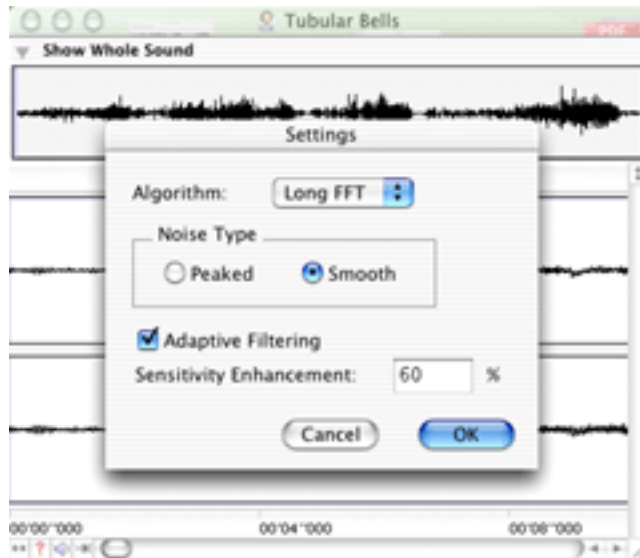 Tubular Bells
PDF
Show Whole Sound
Settings
Algorithm: Long FFT
Noise Type
Peaked Smooth
Adaptive Filtering
Sensitivity Enhancement: 60 %
Cancel OK
00'00"000 00'04"000 00'08"000
?